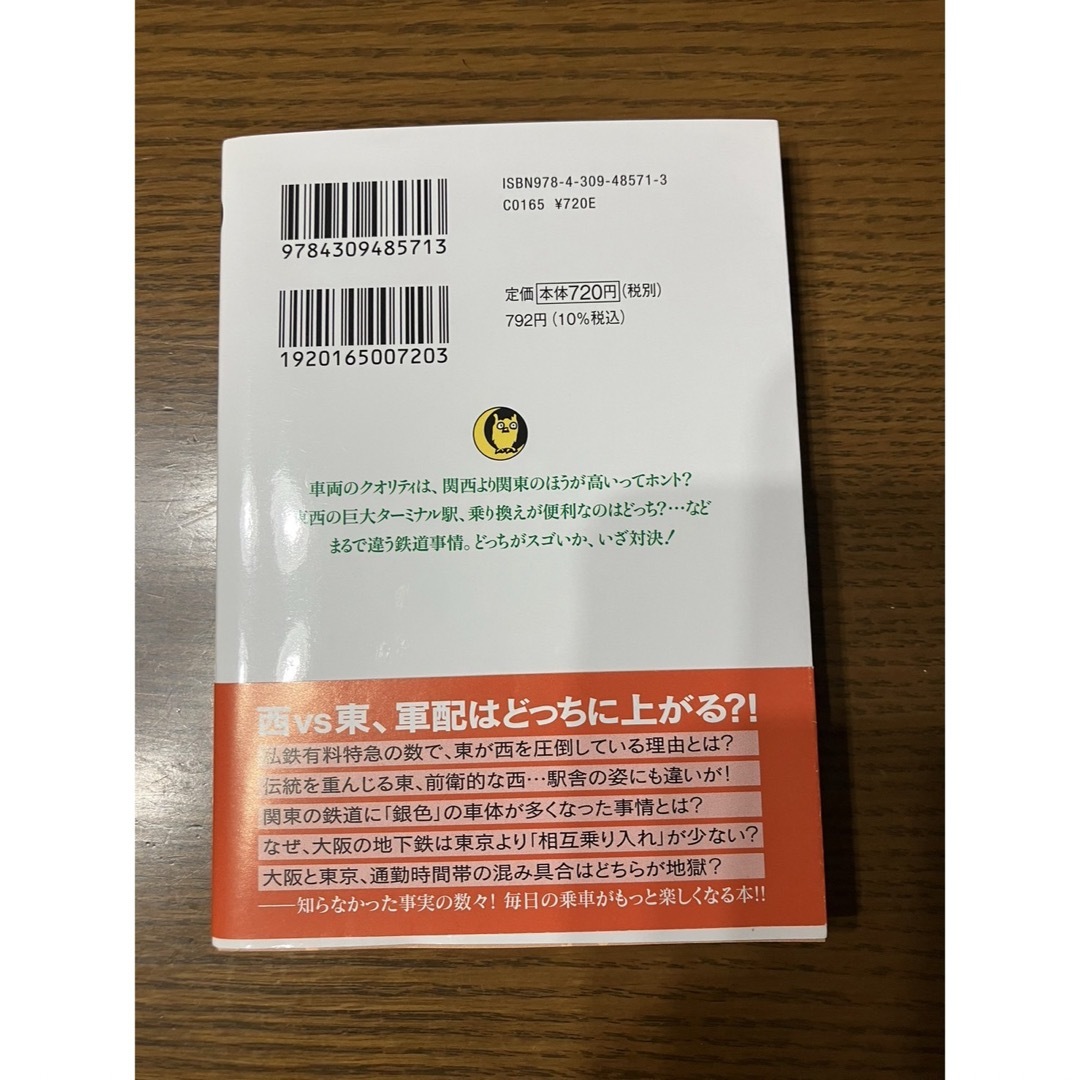 9784309485713
ISBN978-4-309-48571-3
C0165 ¥720E
1920165007203
定価 本体720円(税別)
792円(10%税込)
車両のクオリティは、関西より関東のほうが高いってホント?
東西の巨大ターミナル駅、乗り換えが便利なのはどっち?…など
まるで違う鉄道事情。どっちがスゴいか、いざ対決!
西vs東、軍配はどっちに上がる?!
私鉄有料特急の数で、東が西を圧倒している理由とは?
伝統を重んじる東、前衛的な西…駅舎の姿にも違いが!
関東の鉄道に「銀色」の車体が多くなった事情とは?
なぜ、大阪の地下鉄は東京より「相互乗り入れ」が少ない?
大阪と東京、通勤時間帯の混み具合はどちらが地獄?
──知らなかった事実の数々! 毎日の乗車がもっと楽しくなる本!!